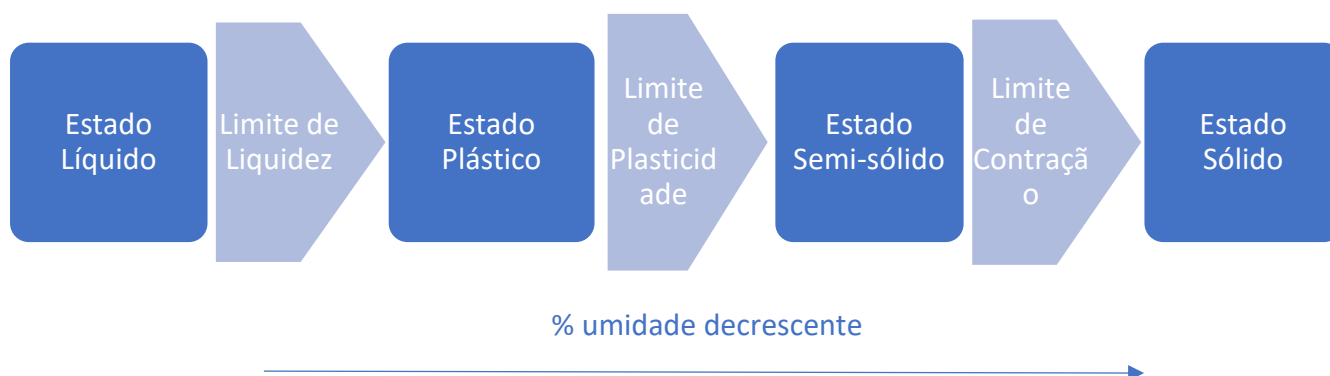 Estado
Líquido
Limite de
Liquidez
Estado
Plástico
Limite
de
Plasticid
ade
Estado
Semi-sólido
Limite
de
Contraçã
o
Estado
Sólido
% umidade decrescente